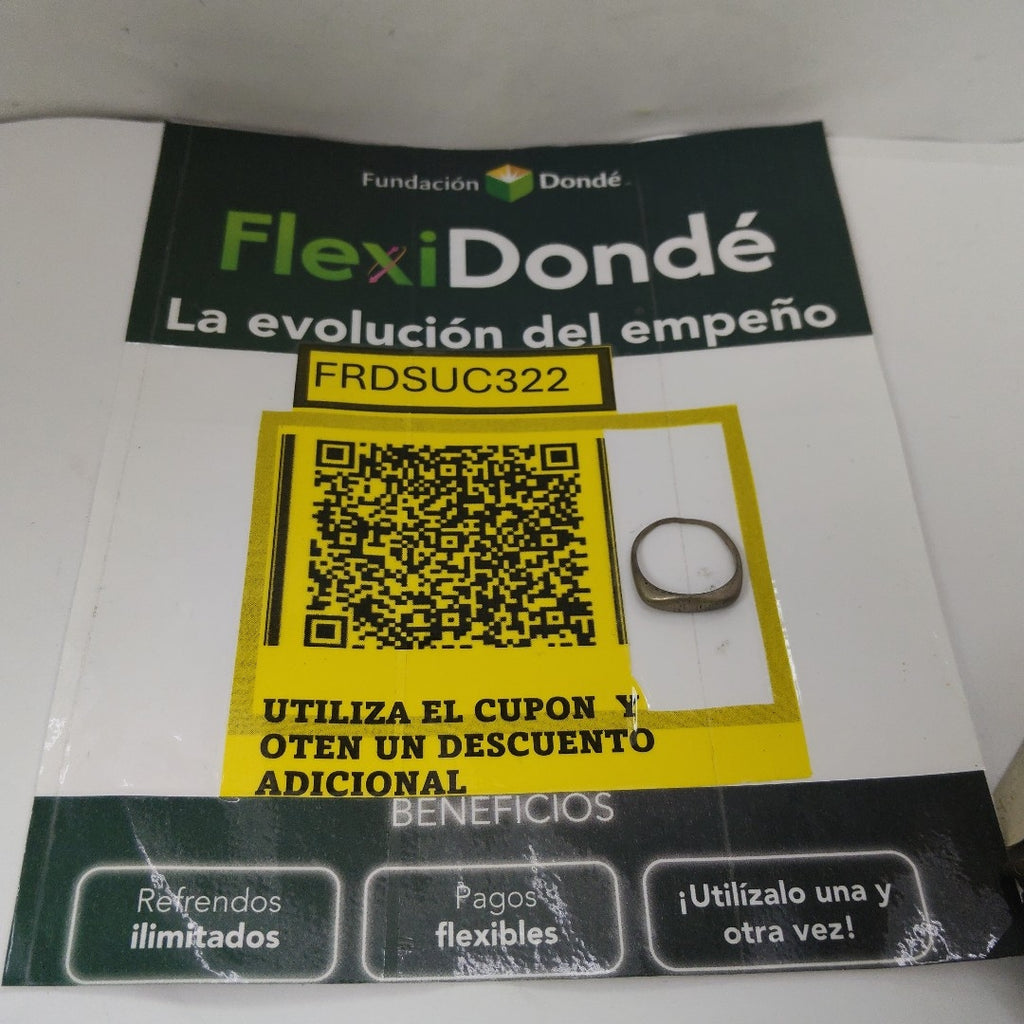 Fundación Dondé
FlexiDondé
La evolución del empeño
FRDSUC322
UTILIZA EL CUPON Y
OTEN UN DESCUENTO
ADICIONAL
BENEFICIOS
Refrendos
ilimitados
Pagos
flexibles
¡Utilízalo una y
otra vez!